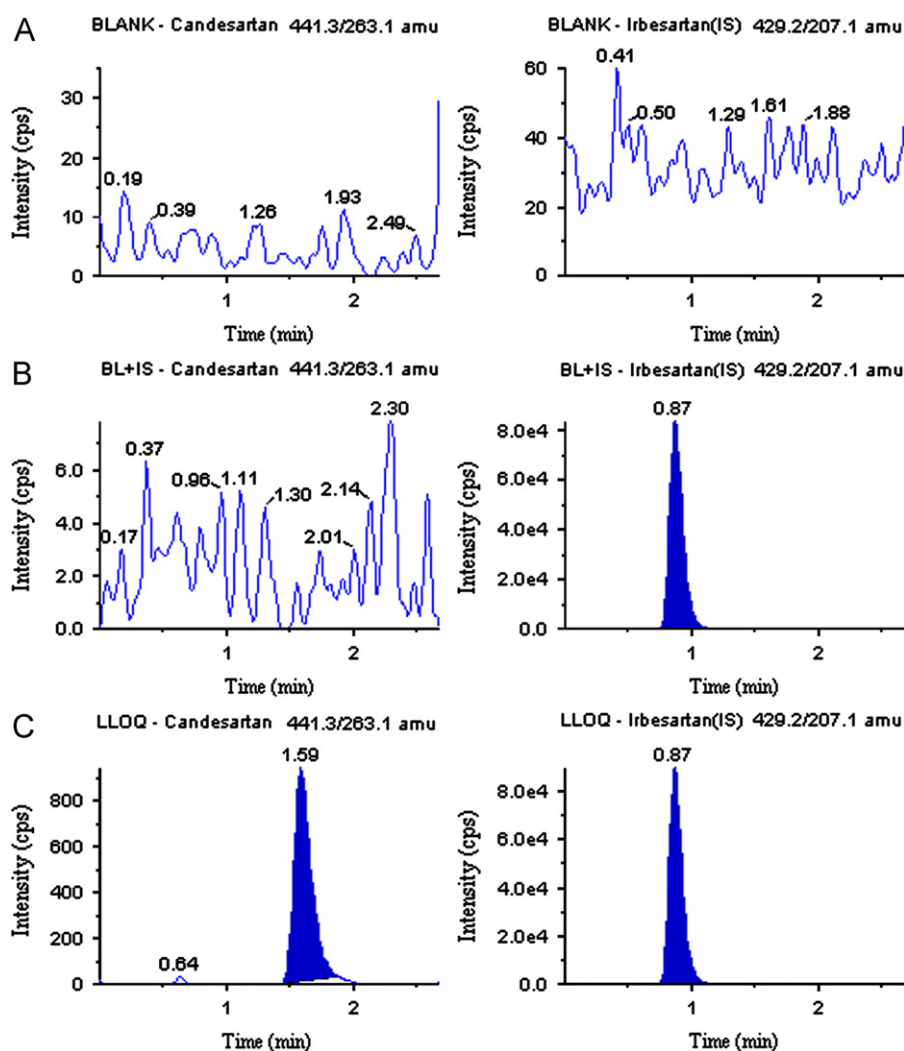 A
BLANK - Candesartan 441.3/263.1 amu
Intensity (cps)
30
20
10
0
0.19
0.39
1.26
1.93
2.49
1
2
Time (min)
BLANK - Irbesartan(IS) 429.2/207.1 amu
Intensity (cps)
60
40
20
0
0.41
0.50
1.29
1.61
1.88
1
2
Time (min)
B
BL+IS - Candesartan 441.3/263.1 amu
Intensity (cps)
6.0
4.0
2.0
0.0
0.17
0.37
0.96
1.11
1.30
2.01
2.14
2.30
1
2
Time (min)
BL+IS - Irbesartan(IS) 429.2/207.1 amu
Intensity (cps)
8.0e4
6.0e4
4.0e4
2.0e4
0.0
0.87
1
2
Time (min)
C
LLOQ - Candesartan 441.3/263.1 amu
Intensity (cps)
800
600
400
200
0
0.64
1.59
1
2
Time (min)
LLOQ - Irbesartan(IS) 429.2/207.1 amu
Intensity (cps)
8.0e4
6.0e4
4.0e4
2.0e4
0.0
0.87
1
2
Time (min)